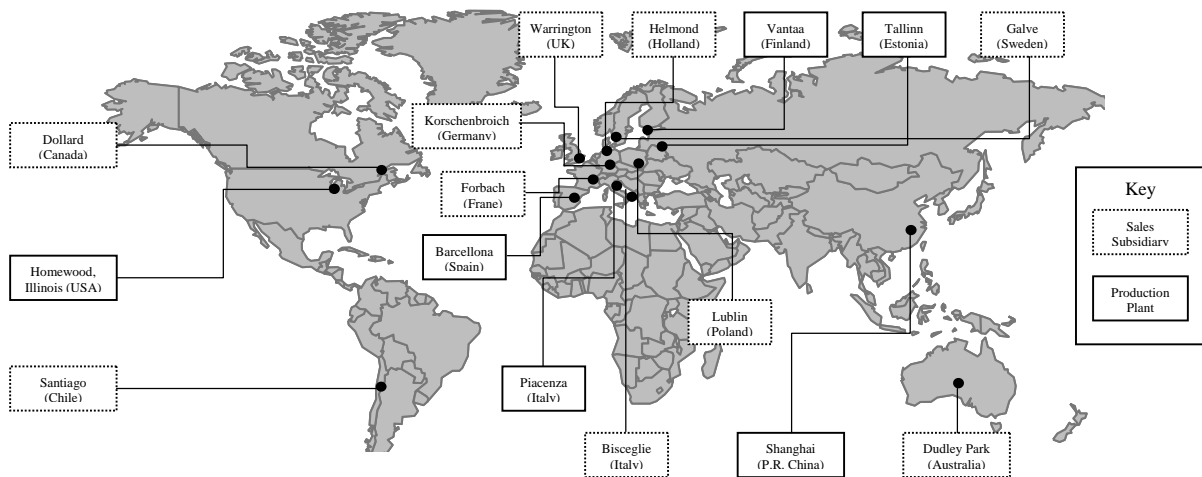 Warrington
(UK)
Helmond
(Holland)
Vantaa
(Finland)
Tallinn
(Estonia)
Galve
(Sweden)
Korschenbroich
(Germany)
Dollard
(Canada)
Forbach
(Frane)
Key
Sales
Subsidiary
Barcellona
(Spain)
Homewood,
Illinois (USA)
Production
Plant
Lublin
(Poland)
Santiago
(Chile)
Piacenza
(Italy)
Bisceglie
(Italy)
Shanghai
(P.R. China)
Dudley Park
(Australia)